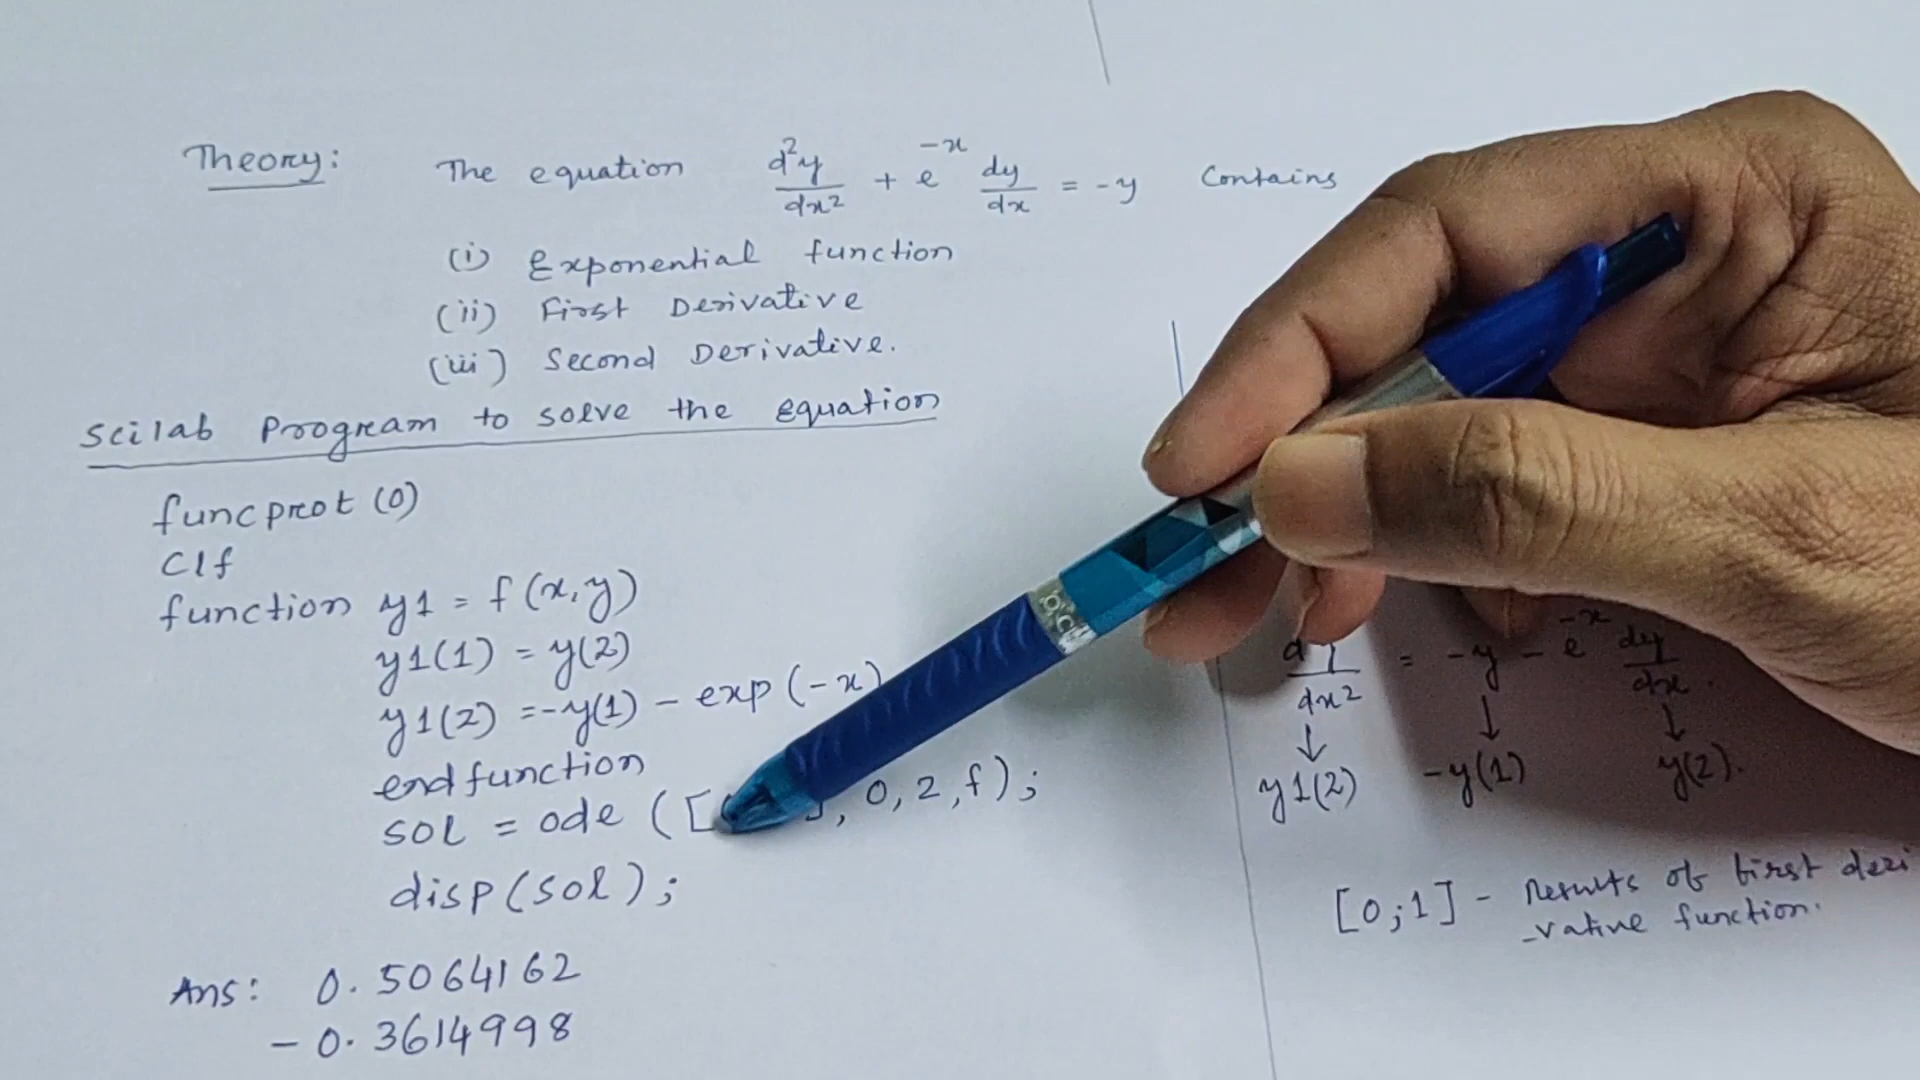 Theory: The equation d²y/dx² + e^-x dy/dx = -y Contains
(i) Exponential function
(ii) First Derivative
(iii) Second Derivative.
Scilab Program to solve the equation
funcprot (0)
Clf
function y1 = f(x,y)
y1(1) = y(2)
y1(2) =-y(1) - exp(-x)
endfunction
sol = ode ([ ], 0, 2, f);
disp(sol);
Ans: 0.5064162
-0.3614998
dx² = -y - e^-x dy/dx.
↓ ↓ ↓
y1(2) -y(1) y(2).
[0;1] - Results of first deri
-vative function.